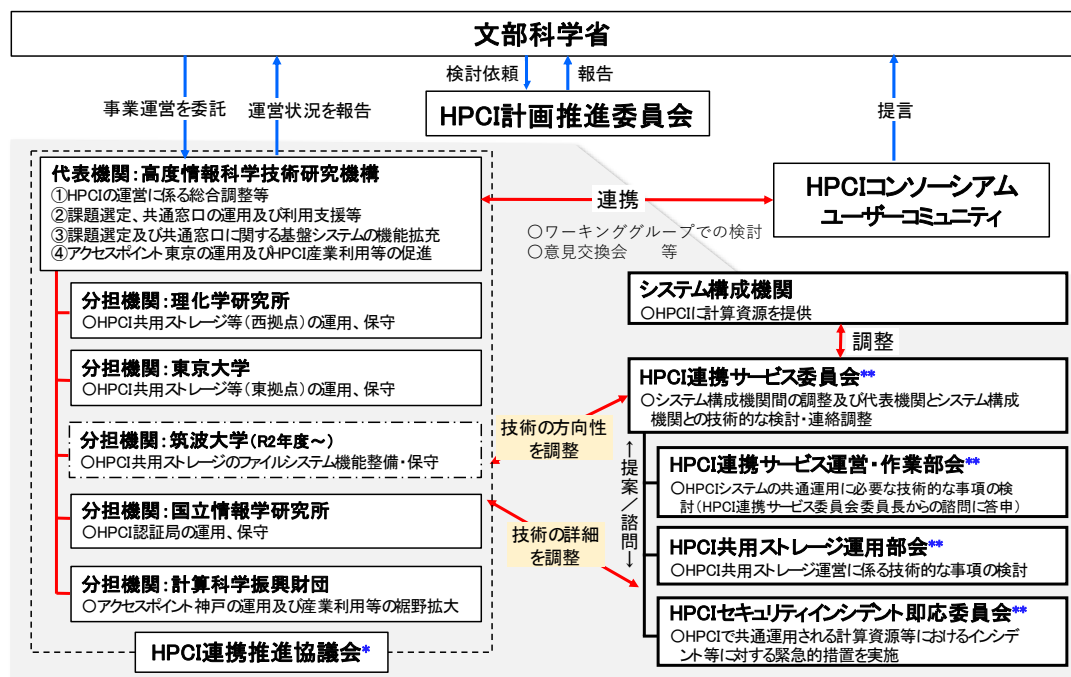 文部科学省
検討依頼
報告
事業運営を委託
運営状況を報告
提言
HPCI計画推進委員会
代表機関：高度情報科学技術研究機構
①HPCIの運営に係る総合調整等
②課題選定、共通窓口の運用及び利用支援等
③課題選定及び共通窓口に関する基盤システムの機能拡充
④アクセスポイント東京の運用及びHPCI産業利用等の促進
連携
○ワーキンググループでの検討
○意見交換会　　等
HPCIコンソーシアム
ユーザーコミュニティ
分担機関：理化学研究所
○HPCI共用ストレージ等（西拠点）の運用、保守
分担機関：東京大学
○HPCI共用ストレージ等（東拠点）の運用、保守
分担機関：筑波大学（R2年度～）
○HPCI共用ストレージのファイルシステム機能整備・保守
分担機関：国立情報学研究所
○HPCI認証局の運用、保守
分担機関：計算科学振興財団
○アクセスポイント神戸の運用及び産業利用等の裾野拡大
HPCI連携推進協議会*
技術の方向性
を調整
技術の詳細
を調整
システム構成機関
○HPCIに計算資源を提供
調整
HPCI連携サービス委員会**
○システム構成機関間の調整及び代表機関とシステム構成
機関との技術的な検討・連絡調整
←提案／諮問→
HPCI連携サービス運営・作業部会**
○HPCIシステムの共通運用に必要な技術的な事項の検
討（HPCI連携サービス委員会委員長からの諮問に答申）
HPCI共用ストレージ運用部会**
○HPCI共用ストレージ運営に係る技術的な事項の検討
HPCIセキュリティインシデント即応委員会**
○HPCIで共通運用される計算資源等におけるインシデ
ント等に対する緊急的措置を実施